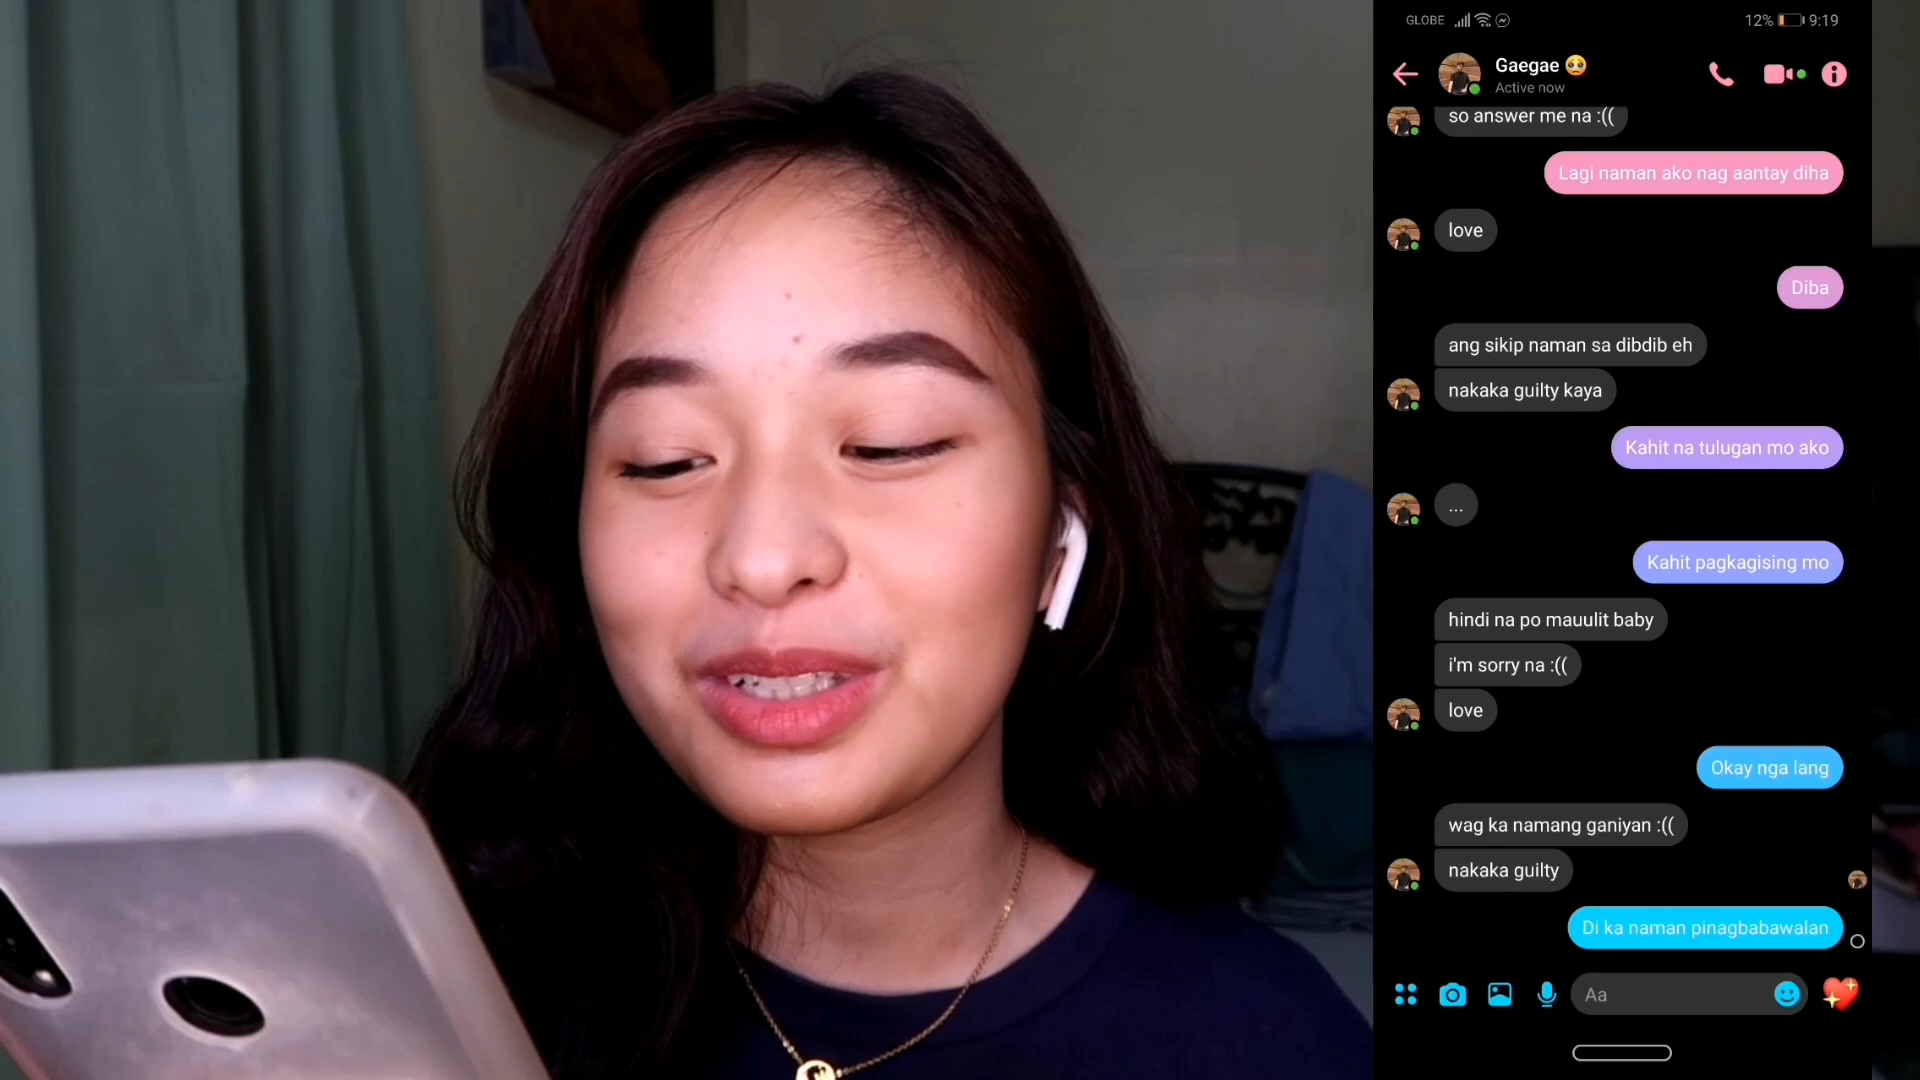 GLOBE
12%
9:19
Gaegae
Active now
so answer me na :((
Lagi naman ako nag aantay diha
love
Diba
ang sikip naman sa dibdib eh
nakaka guilty kaya
Kahit na tulugan mo ako
...
Kahit pagkagising mo
hindi na po mauulit baby
i'm sorry na :((
love
Okay nga lang
wag ka namang ganiyan :((
nakaka guilty
Di ka naman pinagbabawalan
Aa